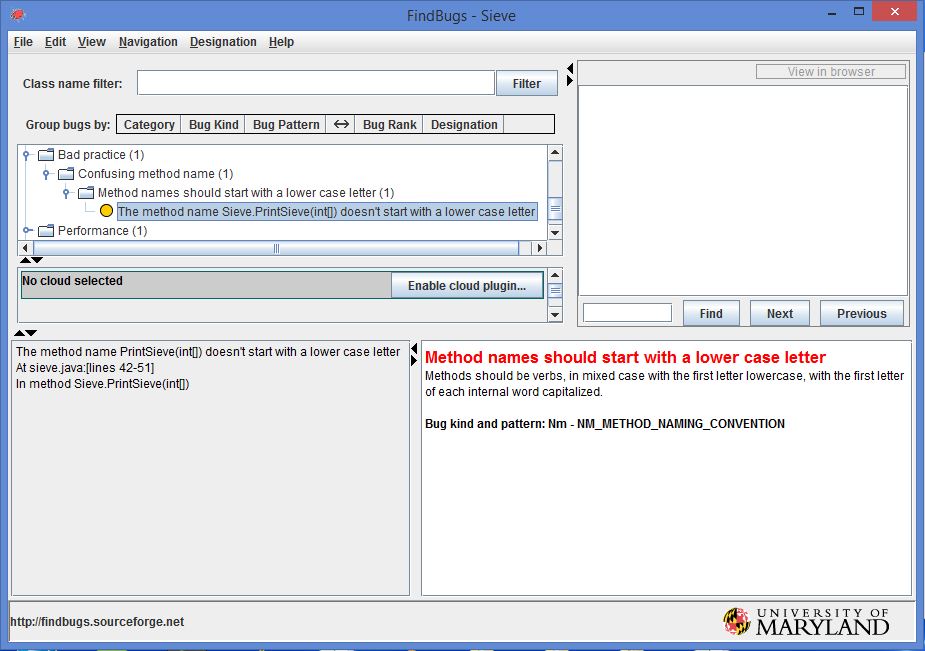 FindBugs - Sieve
File Edit View Navigation Designation Help
Class name filter:
Filter
View in browser
Group bugs by: Category Bug Kind Bug Pattern Bug Rank Designation
Bad practice (1)
Confusing method name (1)
Method names should start with a lower case letter (1)
The method name Sieve.PrintSieve(int[]) doesn't start with a lower case letter
Performance (1)
No cloud selected
Enable cloud plugin...
Find Next Previous
The method name PrintSieve(int[]) doesn't start with a lower case letter
At sieve.java:[lines 42-51]
In method Sieve.PrintSieve(int[])
Method names should start with a lower case letter
Methods should be verbs, in mixed case with the first letter lowercase, with the first letter
of each internal word capitalized.
Bug kind and pattern: Nm - NM_METHOD_NAMING_CONVENTION
http://findbugs.sourceforge.net
UNIVERSITY OF
MARYLAND